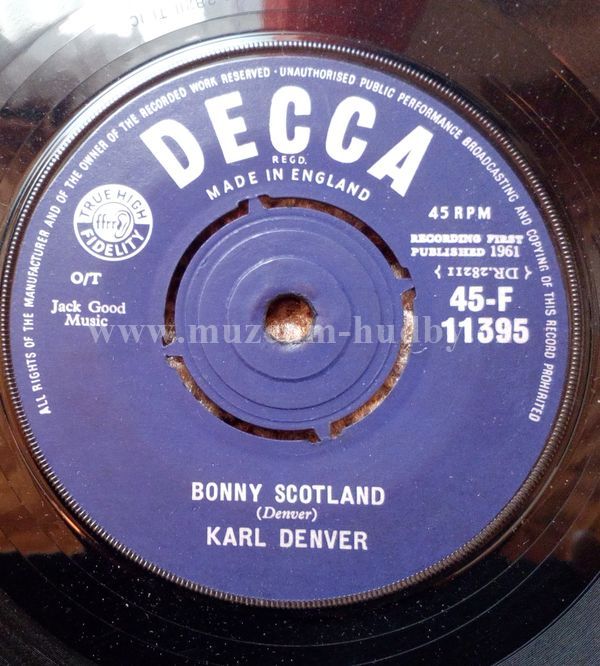 ALL RIGHTS OF THE MANUFACTURER AND OF THE OWNER OF THE RECORDED WORK RESERVED · UNAUTHORISED PUBLIC PERFORMANCE BROADCASTING AND COPYING OF THIS RECORD PROHIBITED
DECCA
REGD.
MADE IN ENGLAND
TRUE HIGH
ffrr
FIDELITY
45 RPM
RECORDING FIRST
PUBLISHED 1961
{ DR.28211 }
O/T
45-F
11395
Jack Good
Music
www.muzeum-hudby
BONNY SCOTLAND
(Denver)
KARL DENVER